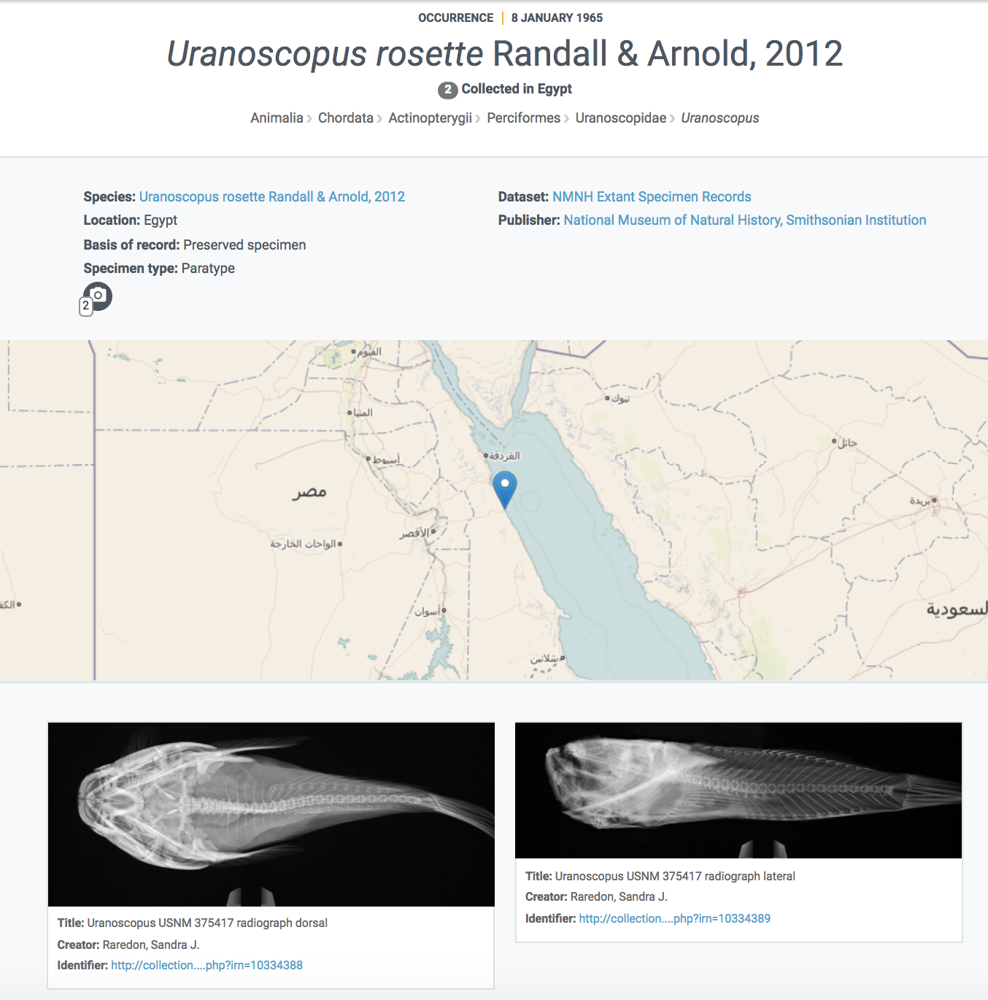 OCCURRENCE | 8 JANUARY 1965
Uranoscopus rosette Randall & Arnold, 2012
2 Collected in Egypt
Animalia › Chordata › Actinopterygii › Perciformes › Uranoscopidae › Uranoscopus
Species: Uranoscopus rosette Randall & Arnold, 2012
Location: Egypt
Basis of record: Preserved specimen
Specimen type: Paratype
2
Dataset: NMNH Extant Specimen Records
Publisher: National Museum of Natural History, Smithsonian Institution
الفيوم
تبوك
المنيا
حائل
الغردقة
أسيوط
مصر
بريدة
الأقصر
الواحات الخارجة
الكف
أسوان
لسعودية
شلاتين
Title: Uranoscopus USNM 375417 radiograph dorsal
Creator: Raredon, Sandra J.
Identifier: http://collection....php?irn=10334388
Title: Uranoscopus USNM 375417 radiograph lateral
Creator: Raredon, Sandra J.
Identifier: http://collection....php?irn=10334389